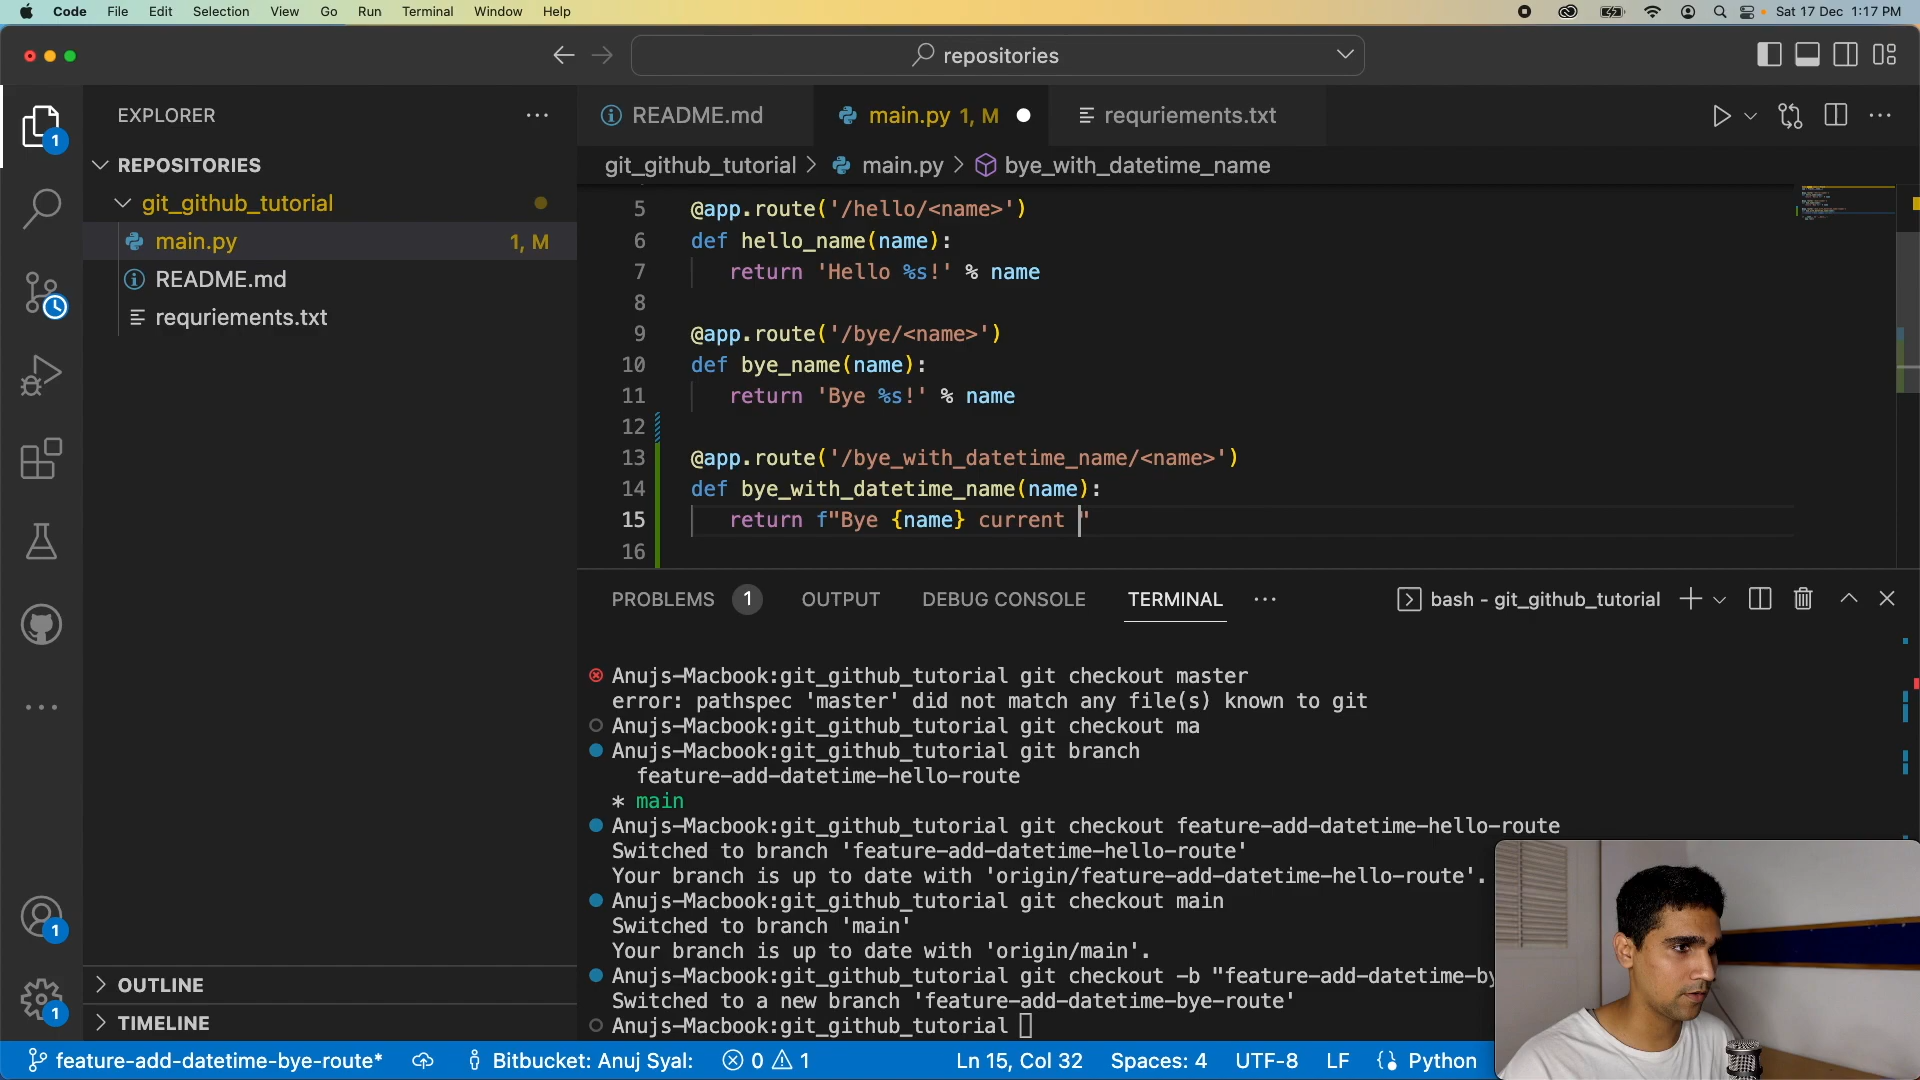 Code File Edit Selection View Go Run Terminal Window Help Sat 17 Dec 1:17 PM
repositories
EXPLORER
REPOSITORIES
git_github_tutorial
main.py 1, M
README.md
requriements.txt
OUTLINE
TIMELINE
1
1
1
README.md main.py 1, M requriements.txt
git_github_tutorial > main.py > bye_with_datetime_name
5 @app.route('/hello/<name>')
6 def hello_name(name):
7 return 'Hello %s!' % name
8
9 @app.route('/bye/<name>')
10 def bye_name(name):
11 return 'Bye %s!' % name
12
13 @app.route('/bye_with_datetime_name/<name>')
14 def bye_with_datetime_name(name):
15 return f"Bye {name} current "
16
PROBLEMS 1 OUTPUT DEBUG CONSOLE TERMINAL bash - git_github_tutorial
Anujs-Macbook:git_github_tutorial git checkout master
error: pathspec 'master' did not match any file(s) known to git
Anujs-Macbook:git_github_tutorial git checkout ma
Anujs-Macbook:git_github_tutorial git branch
feature-add-datetime-hello-route
* main
Anujs-Macbook:git_github_tutorial git checkout feature-add-datetime-hello-route
Switched to branch 'feature-add-datetime-hello-route'
Your branch is up to date with 'origin/feature-add-datetime-hello-route'.
Anujs-Macbook:git_github_tutorial git checkout main
Switched to branch 'main'
Your branch is up to date with 'origin/main'.
Anujs-Macbook:git_github_tutorial git checkout -b "feature-add-datetime-by
Switched to a new branch 'feature-add-datetime-bye-route'
Anujs-Macbook:git_github_tutorial
feature-add-datetime-bye-route* Bitbucket: Anuj Syal: 0 1 Ln 15, Col 32 Spaces: 4 UTF-8 LF Python